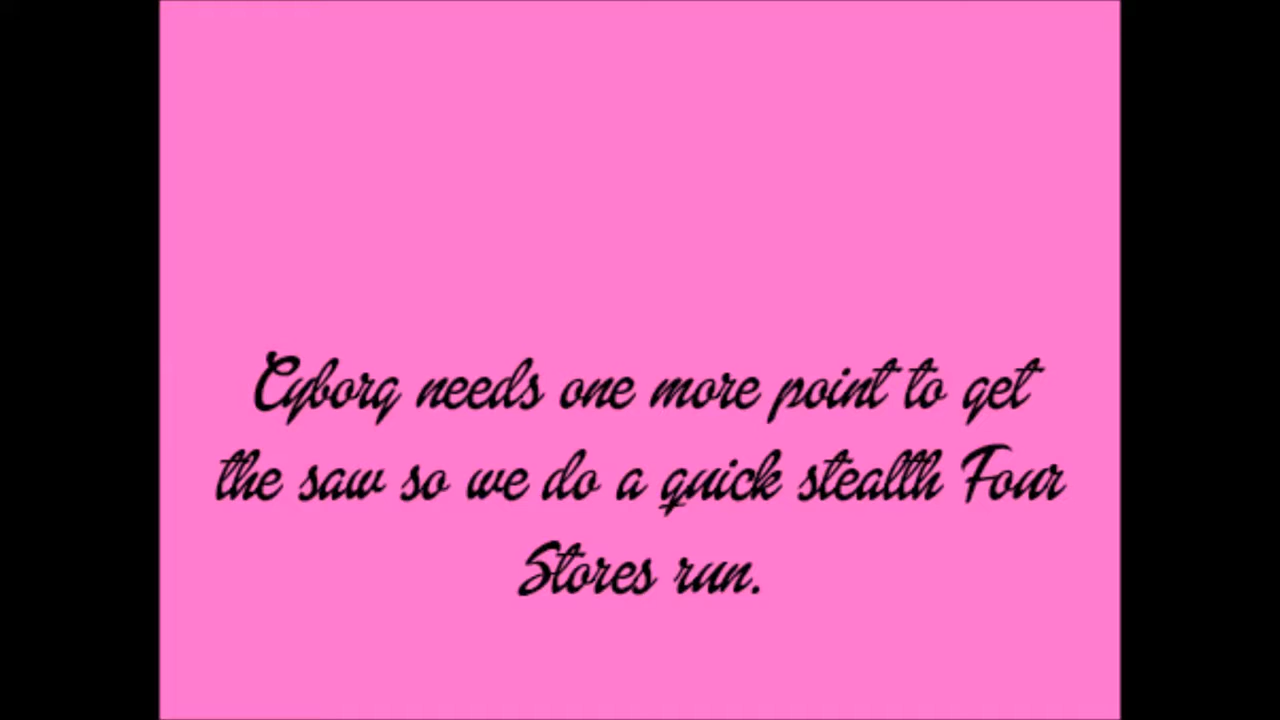 Cyborg needs one more point to get
the saw so we do a quick stealth Four
Stores run.